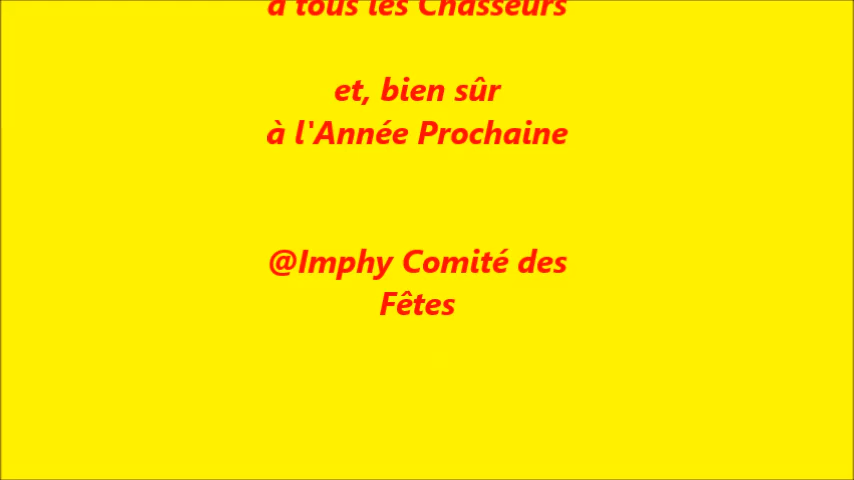 à tous les Chasseurs
et, bien sûr
à l'Année Prochaine
@Imphy Comité des
Fêtes